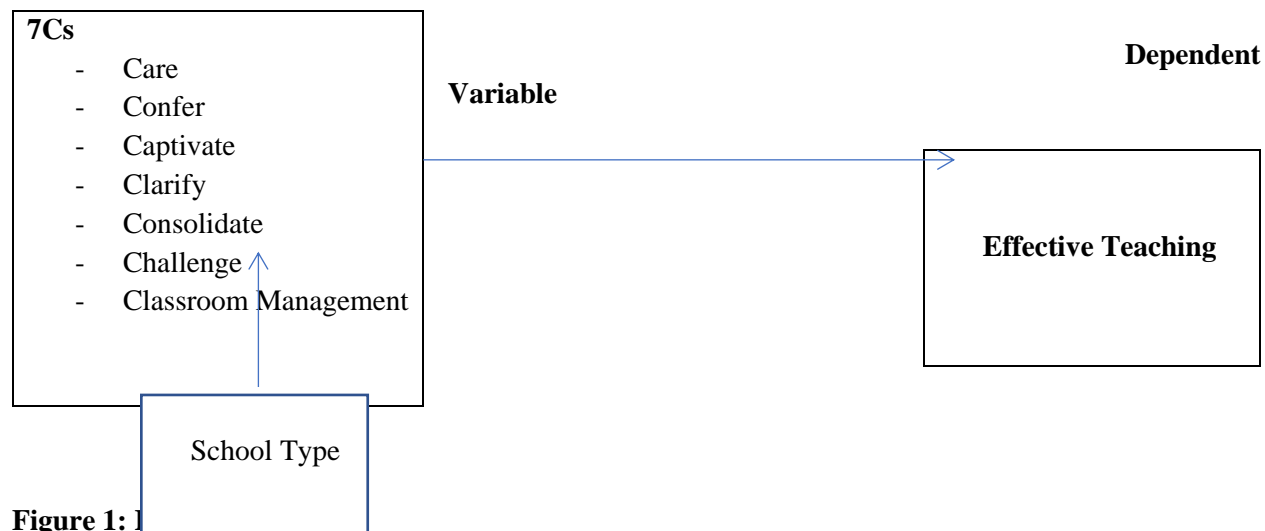 7Cs
- Care
- Confer
- Captivate
- Clarify
- Consolidate
- Challenge
- Classroom Management
Variable
Dependent
Effective Teaching
School Type
Figure 1: